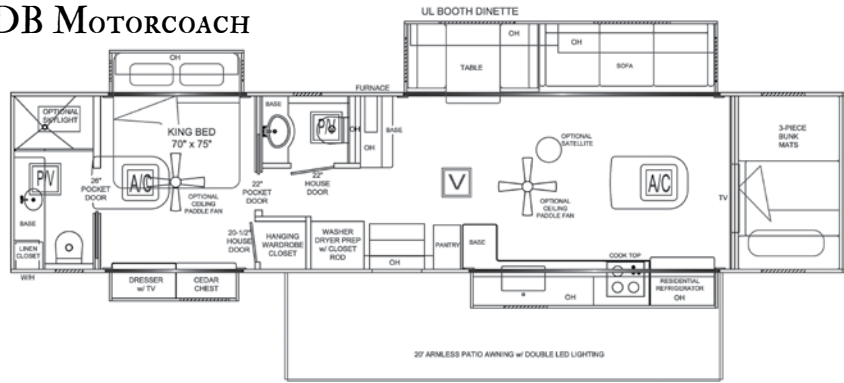 DB MOTORCOACH
UL BOOTH DINETTE
OH
OH
OH
TABLE
SOFA
FURNACE
OPTIONAL
SKYLIGHT
KING BED
70" x 75"
BASE
P/V
OH
BASE
OH
OPTIONAL
SATELLITE
3-PIECE
BUNK
MATS
P/V
26"
POCKET
DOOR
A/C
OPTIONAL
CEILING
PADDLE FAN
22"
POCKET
DOOR
22"
HOUSE
DOOR
V
OPTIONAL
CEILING
PADDLE FAN
A/C
TV
BASE
LINEN
CLOSET
W/H
20-1/2"
HOUSE
DOOR
HANGING
WARDROBE
CLOSET
WASHER
DRYER PREP
w/ CLOSET
ROD
OH
PANTRY
BASE
COOK TOP
DRESSER
w/ TV
CEDAR
CHEST
OH
RESIDENTIAL
REFRIGERATOR
OH
20' ARMLESS PATIO AWNING w/ DOUBLE LED LIGHTING